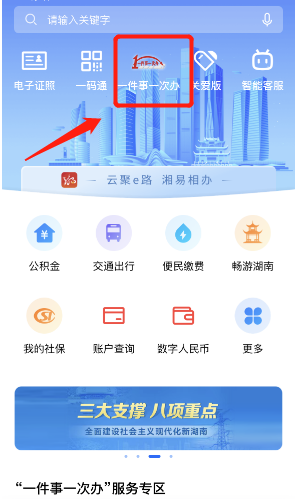 请输入关键字
电子证照 一码通 一件事一次办 关爱版 智能客服
云聚e路 湘易相办
公积金 交通出行 便民缴费 畅游湖南
我的社保 账户查询 数字人民币 更多
三大支撑 八项重点
全面建设社会主义现代化新湖南
“一件事一次办”服务专区